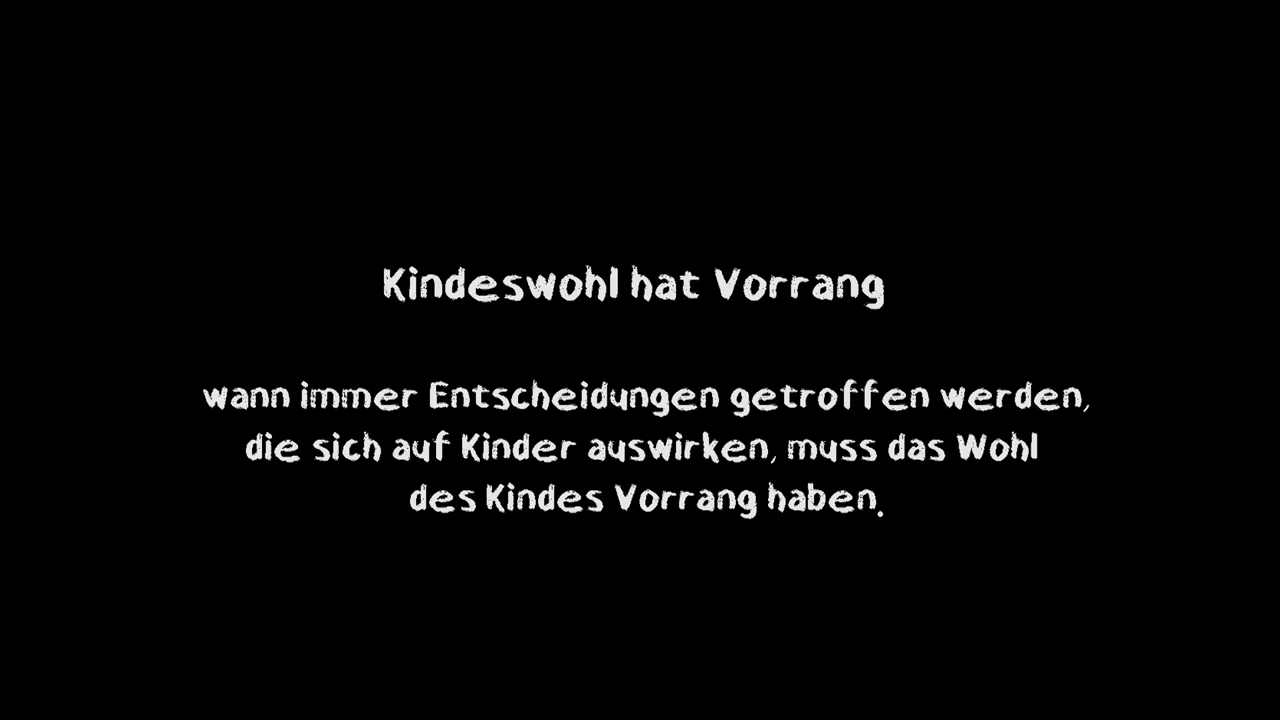 Kindeswohl hat Vorrang
wann immer Entscheidungen getroffen werden,
die sich auf Kinder auswirken, muss das Wohl
des Kindes Vorrang haben.